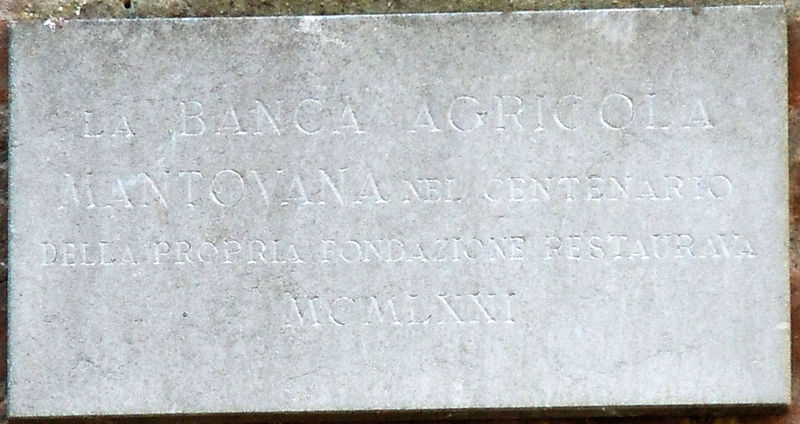 LA BANCA AGRICOLA
MANTOVANA NEL CENTENARIO
DELLA PROPRIA FONDAZIONE RESTAURAVA
MCMLXXI